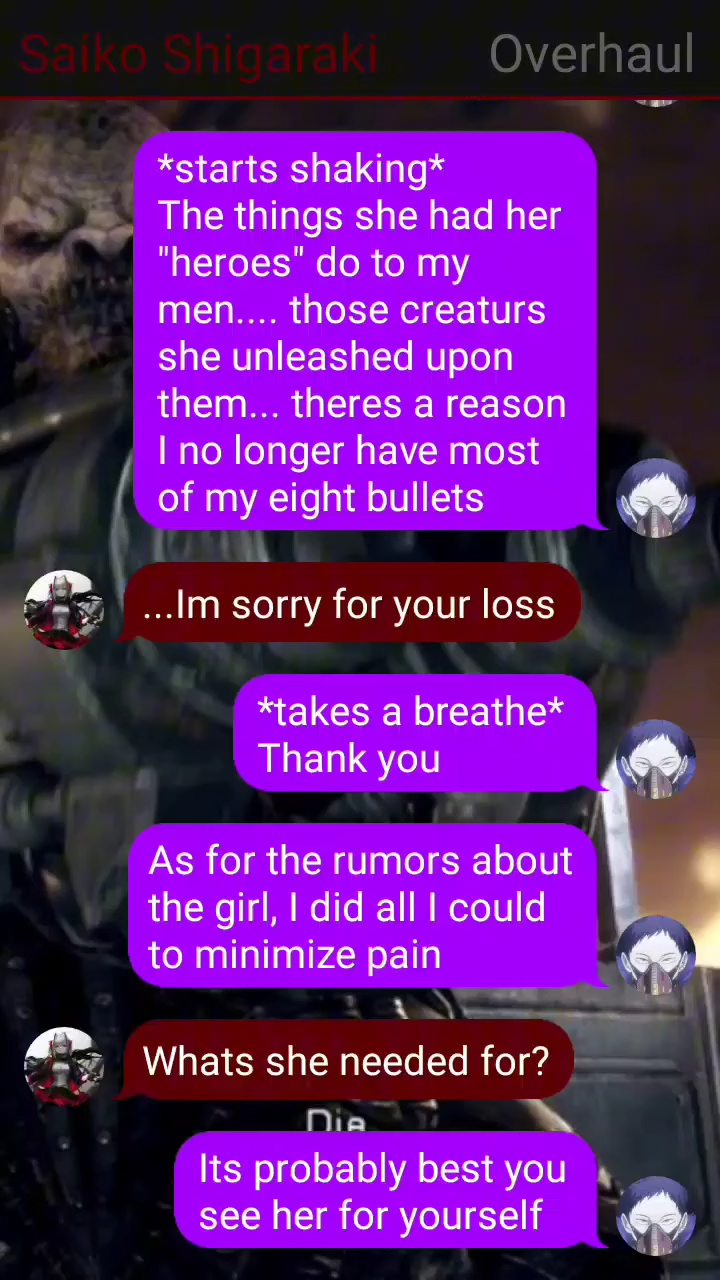 Saiko Shigaraki Overhaul
*starts shaking*
The things she had her
"heroes" do to my
men.... those creaturs
she unleashed upon
them... theres a reason
I no longer have most
of my eight bullets
...Im sorry for your loss
*takes a breathe*
Thank you
As for the rumors about
the girl, I did all I could
to minimize pain
Whats she needed for?
Die
Its probably best you
see her for yourself